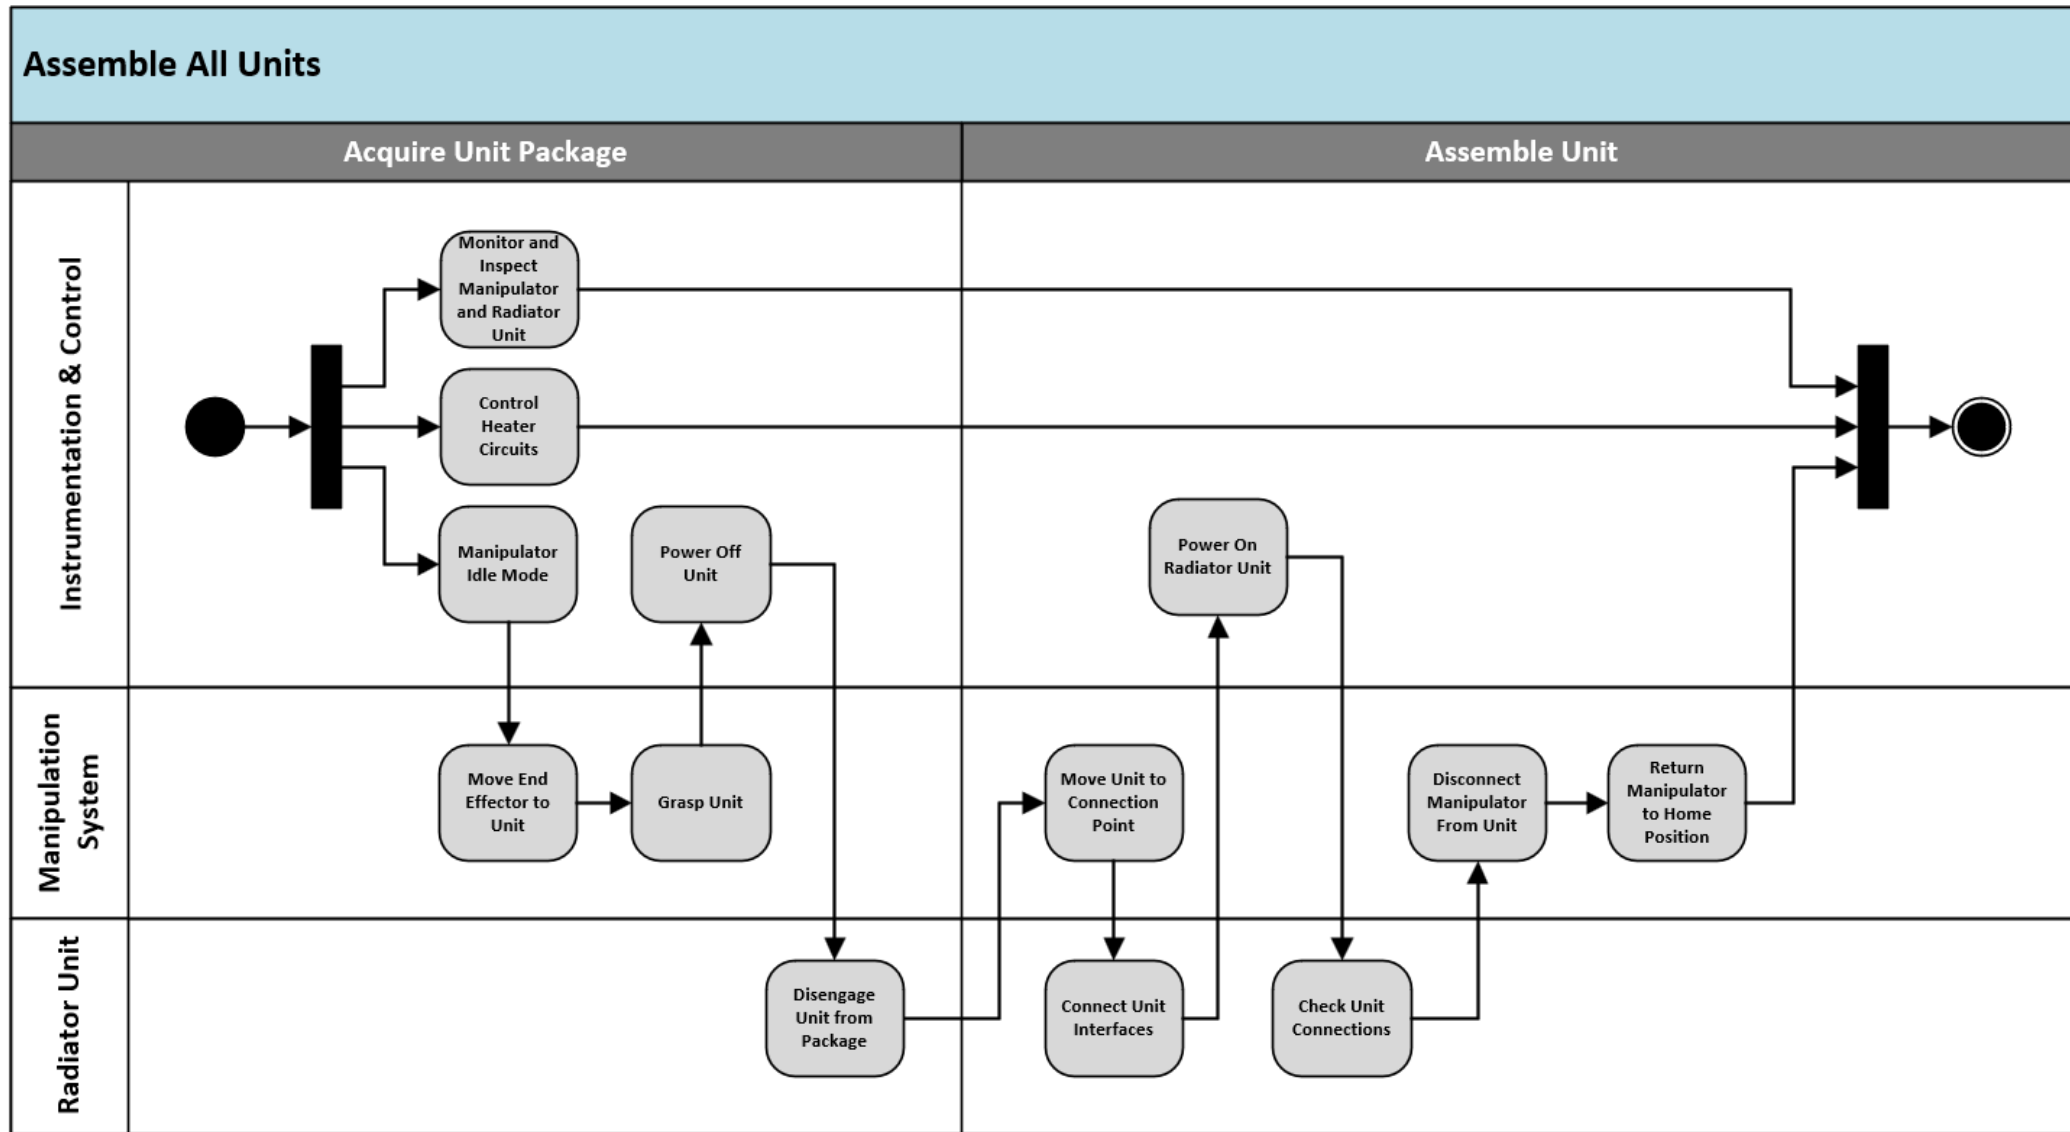 Assemble All Units
Acquire Unit Package
Assemble Unit
Instrumentation & Control
Monitor and
Inspect
Manipulator
and Radiator
Unit
Control
Heater
Circuits
Manipulator
Idle Mode
Power Off
Unit
Power On
Radiator Unit
Manipulation
System
Move End
Effector to
Unit
Grasp Unit
Move Unit to
Connection
Point
Disconnect
Manipulator
From Unit
Return
Manipulator
to Home
Position
Radiator Unit
Disengage
Unit from
Package
Connect Unit
Interfaces
Check Unit
Connections